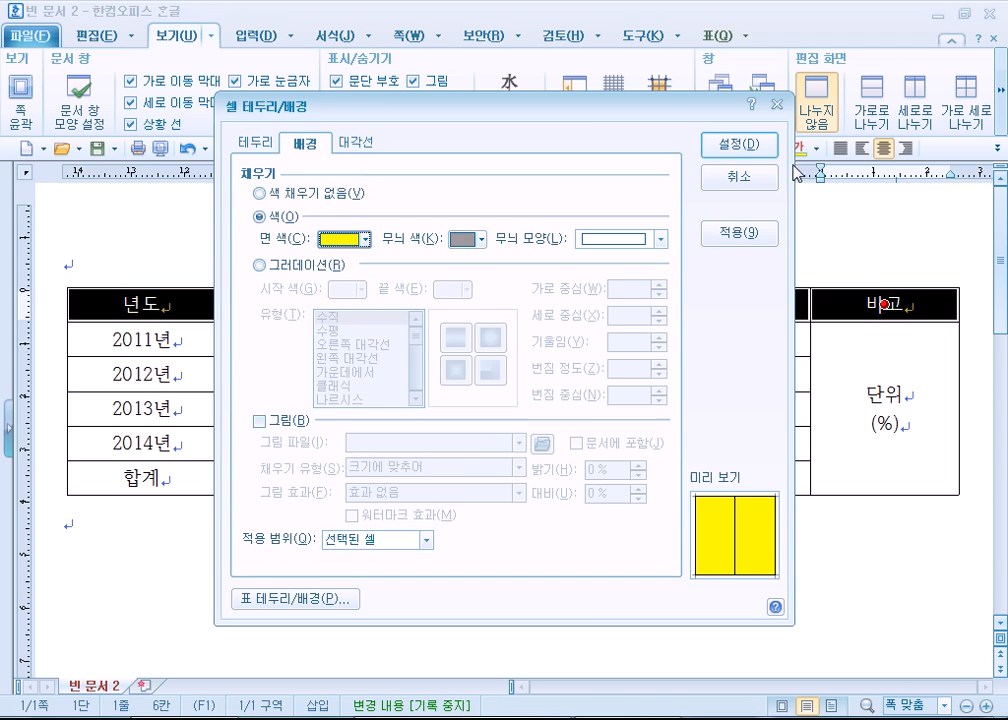 빈 문서 2 - 한컴오피스 흔글
파일(F) 편집(E) 보기(U) 입력(D) 서식(J) 쪽(W) 보안(R) 검토(H) 도구(K) 표(Q)
보기 문서 창 표시/숨기기 창 편집 화면
가로 이동 막대 가로 눈금자 문단 부호 그림
세로 이동 막대
상황 선
쪽 윤곽
문서 창 모양 설정
나누지 않음
가로로 나누기
세로로 나누기
가로 세로 나누기
셀 테두리/배경
테두리 배경 대각선
설정(D)
취소
적용(9)
채우기
색 채우기 없음(V)
색(O)
면 색(C): 무늬 색(K): 무늬 모양(L):
그러데이션(R)
시작 색(G): 끝 색(E): 가로 중심(W):
유형(T): 세로 중심(X):
수직
수평
오른쪽 대각선
왼쪽 대각선
가운데에서
클래식
나르시스
기울임(Y):
번짐 정도(Z):
번짐 중심(N):
그림(B)
그림 파일(I): 문서에 포함(J)
채우기 유형(S): 크기에 맞추어 밝기(H): 0 %
그림 효과(F): 효과 없음 대비(U): 0 %
워터마크 효과(M)
적용 범위(Q): 선택된 셀
미리 보기
표 테두리/배경(P)...
년도
비고
2011년
2012년
2013년
2014년
합계
단위
(%)
빈 문서 2
1/1쪽 1단 1줄 6칸 (F1) 1/1 구역 삽입 변경 내용 [기록 중지] 폭 맞춤